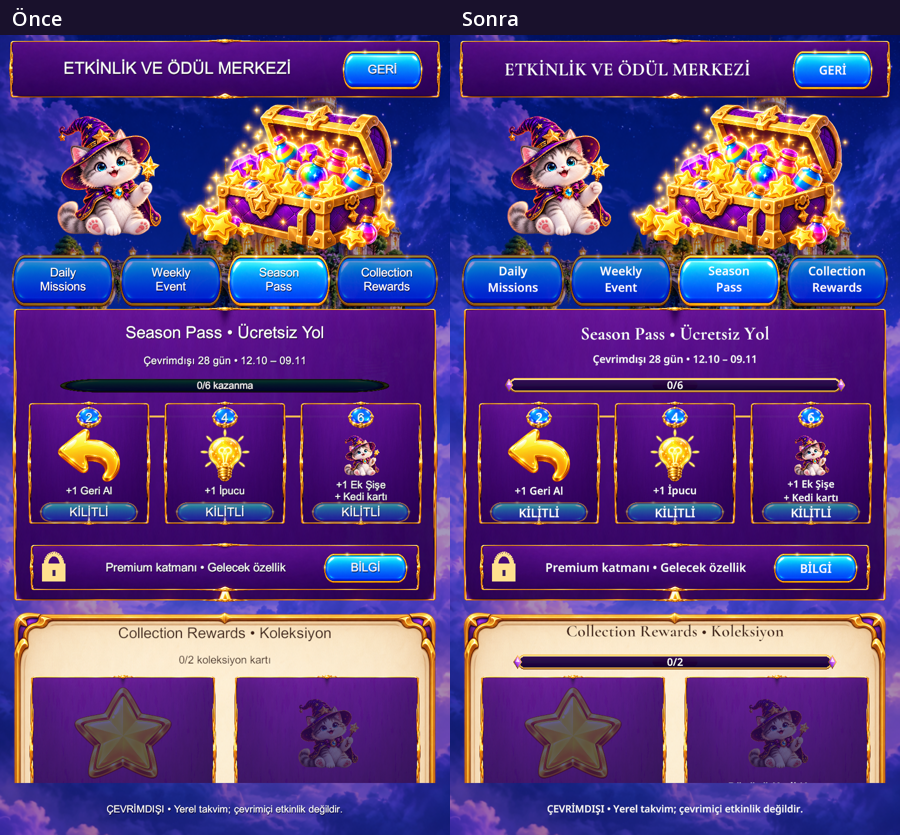 Önce
ETKİNLİK VE ÖDÜL MERKEZİ
GERİ
Daily
Missions
Weekly
Event
Season
Pass
Collection
Rewards
Season Pass • Ücretsiz Yol
Çevrimdışı 28 gün • 12.10 – 09.11
0/6 kazanma
2
4
6
+1 Geri Al
+1 İpucu
+1 Ek Şişe
+ Kedi kartı
KİLİTLİ
KİLİTLİ
KİLİTLİ
Premium katmanı • Gelecek özellik
BİLGİ
Collection Rewards • Koleksiyon
0/2 koleksiyon kartı
ÇEVRİMDIŞI • Yerel takvim; çevrimiçi etkinlik değildir.
Sonra
ETKİNLİK VE ÖDÜL MERKEZİ
GERİ
Daily
Missions
Weekly
Event
Season
Pass
Collection
Rewards
Season Pass • Ücretsiz Yol
Çevrimdışı 28 gün • 12.10 – 09.11
0/6
2
4
6
+1 Geri Al
+1 İpucu
+1 Ek Şişe
+ Kedi kartı
KİLİTLİ
KİLİTLİ
KİLİTLİ
Premium katmanı • Gelecek özellik
BİLGİ
Collection Rewards • Koleksiyon
0/2
ÇEVRİMDIŞI • Yerel takvim; çevrimiçi etkinlik değildir.